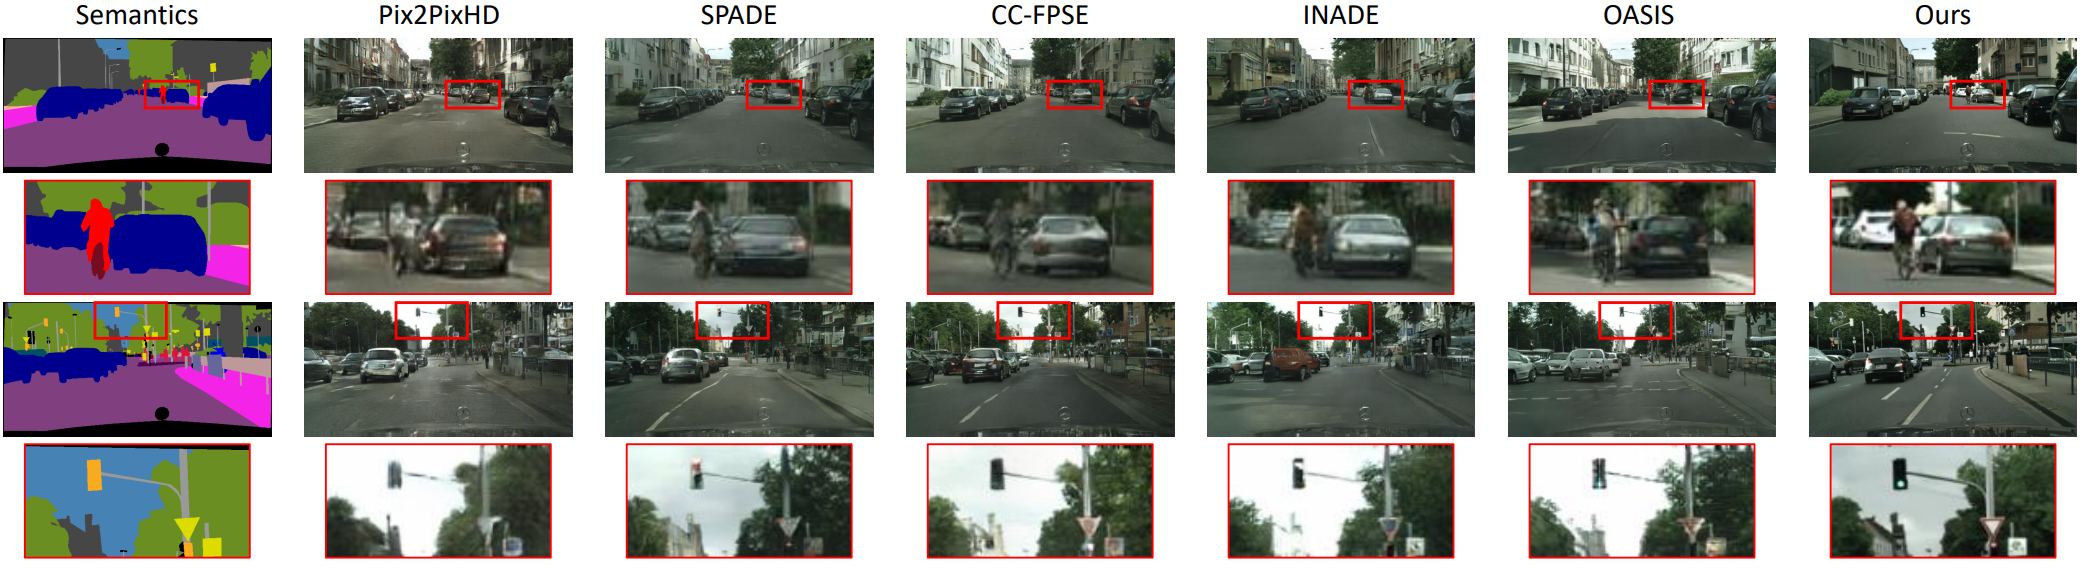 Semantics
Pix2PixHD
SPADE
CC-FPSE
INADE
OASIS
Ours